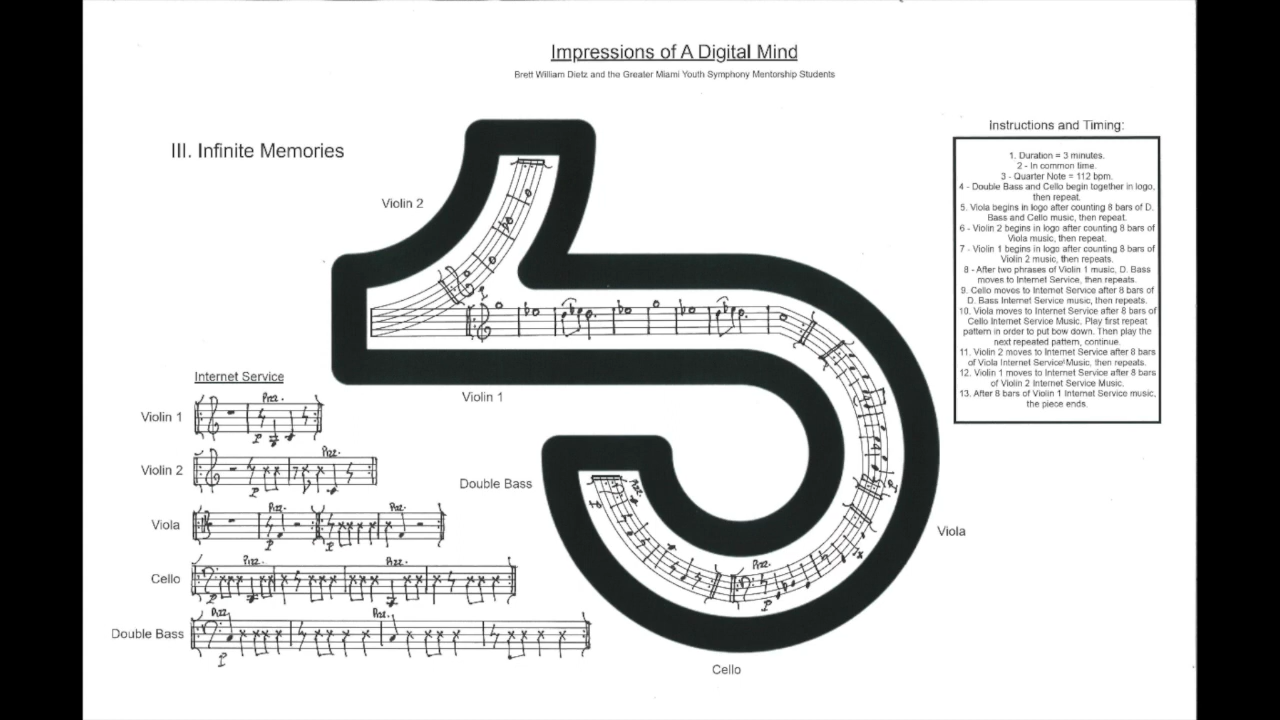 Impressions of A Digital Mind
Brett William Dietz and the Greater Miami Youth Symphony Mentorship Students
III. Infinite Memories
Instructions and Timing:
1. Duration = 3 minutes.
2 - In common time.
3 - Quarter Note = 112 bpm.
4 - Double Bass and Cello begin together in logo,
then repeat.
5. Viola begins in logo after counting 8 bars of D.
Bass and Cello music, then repeat.
6 - Violin 2 begins in logo after counting 8 bars of
Viola music, then repeat.
7 - Violin 1 begins in logo after counting 8 bars of
Violin 2 music, then repeats.
8 - After two phrases of Violin 1 music, D. Bass
moves to Internet Service, then repeats.
9. Cello moves to Internet Service after 8 bars of
D. Bass Internet Service music, then repeats.
10. Viola moves to Internet Service after 8 bars of
Cello Internet Service Music. Play first repeat
pattern in order to put bow down. Then play the
next repeated pattern, continue.
11. Violin 2 moves to Internet Service after 8 bars
of Viola Internet Service Music, then repeats.
12. Violin 1 moves to Internet Service after 8 bars
of Violin 2 Internet Service Music.
13. After 8 bars of Violin 1 Internet Service music,
the piece ends.
Violin 2
P
Violin 1
Viola
Double Bass
Pizz.
P
Pizz.
P
Cello
Internet Service
Violin 1
Pizz.
P
Violin 2
Pizz.
P
Viola
Pizz. Pizz.
P P
Cello
Pizz. Pizz.
P
Double Bass
Pizz. Pizz.
P